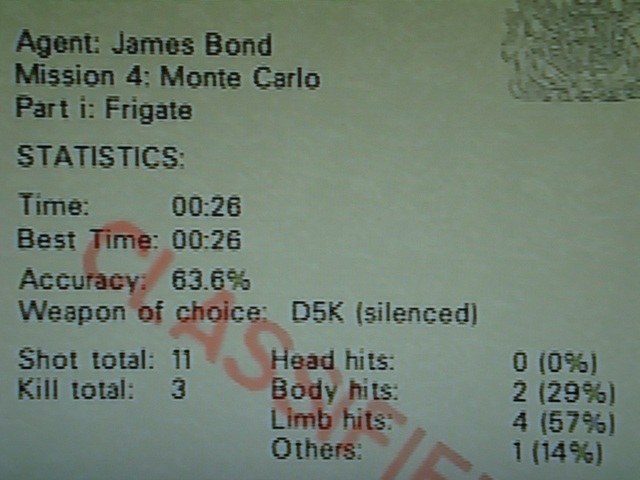 Agent: James Bond
Mission 4: Monte Carlo
Part i: Frigate
STATISTICS:
Time: 00:26
Best Time: 00:26
Accuracy: 63.6%
Weapon of choice: D5K (silenced)
Shot total: 11 Head hits: 0 (0%)
Kill total: 3 Body hits: 2 (29%)
Limb hits: 4 (57%)
Others: 1 (14%)
CLASSIFIE